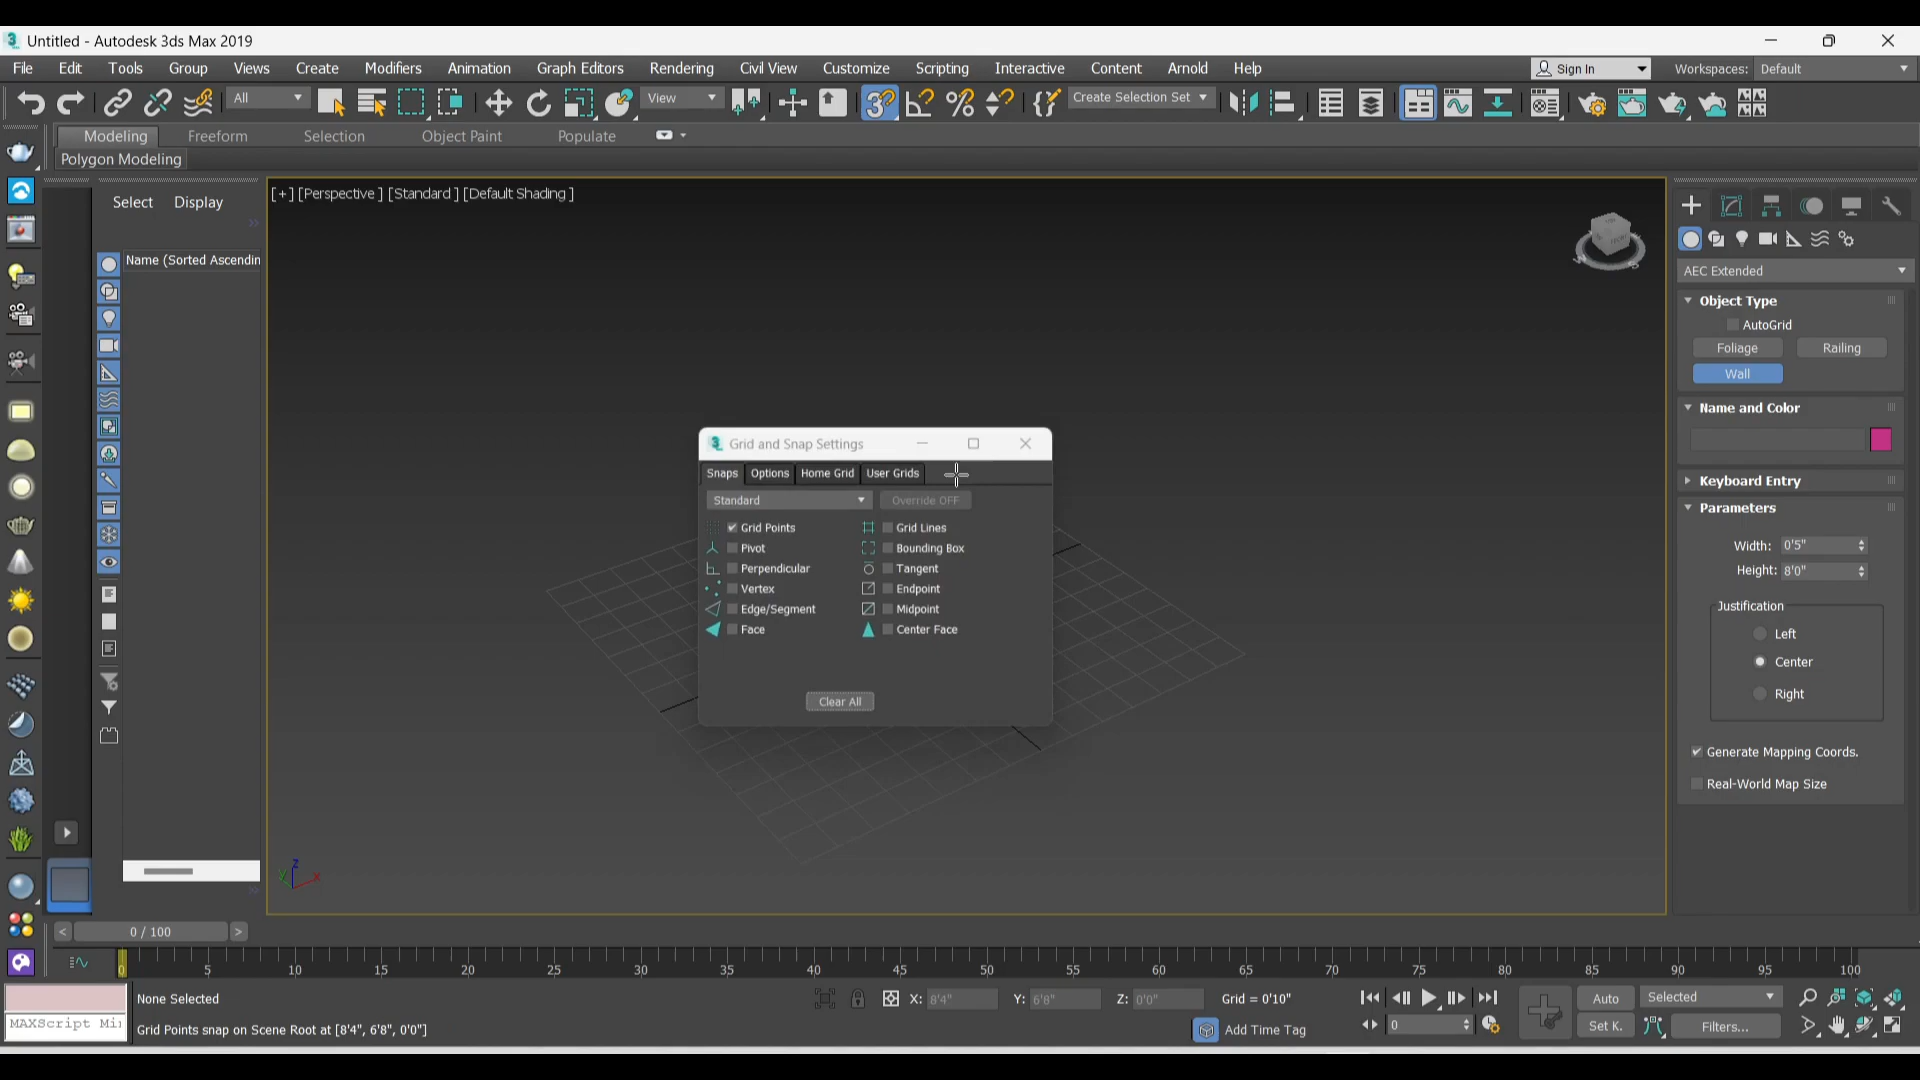 Untitled - Autodesk 3ds Max 2019
File Edit Tools Group Views Create Modifiers Animation Graph Editors Rendering Civil View Customize Scripting Interactive Content Arnold Help Sign In Workspaces: Default
All View Create Selection Set
Modeling Freeform Selection Object Paint Populate
Polygon Modeling
Select Display
[+] [Perspective] [Standard] [Default Shading]
Name (Sorted Ascendin
AEC Extended
Object Type
AutoGrid
Foliage Railing
Wall
Name and Color
Keyboard Entry
Parameters
Width: 0'5"
Height: 8'0"
Justification
Left
Center
Right
Generate Mapping Coords.
Real-World Map Size
Grid and Snap Settings
Snaps Options Home Grid User Grids
Standard Override OFF
Grid Points Grid Lines
Pivot Bounding Box
Perpendicular Tangent
Vertex Endpoint
Edge/Segment Midpoint
Face Center Face
Clear All
z
y x
< 0 / 100 >
0 5 10 15 20 25 30 35 40 45 50 55 60 65 70 75 80 85 90 95 100
None Selected X: 8'4" Y: 6'8" Z: 0'0" Grid = 0'10" Auto Selected
MAXScript Mi Grid Points snap on Scene Root at [8'4", 6'8", 0'0"] Add Time Tag 0 Set K. Filters...